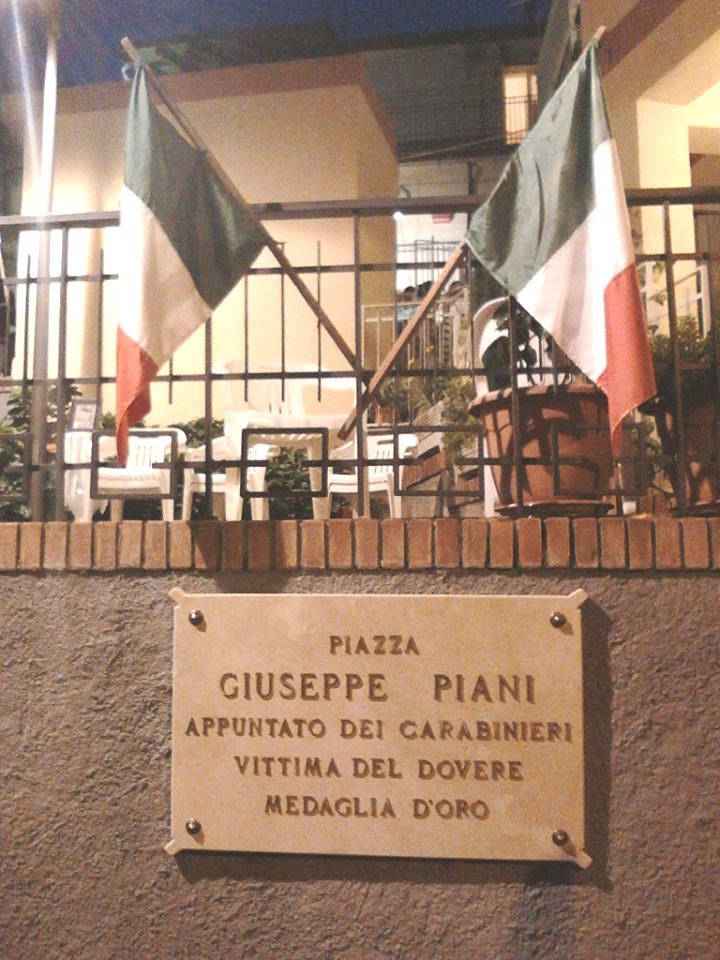 PIAZZA
GIUSEPPE PIANI
APPUNTATO DEI CARABINIERI
VITTIMA DEL DOVERE
MEDAGLIA D'ORO